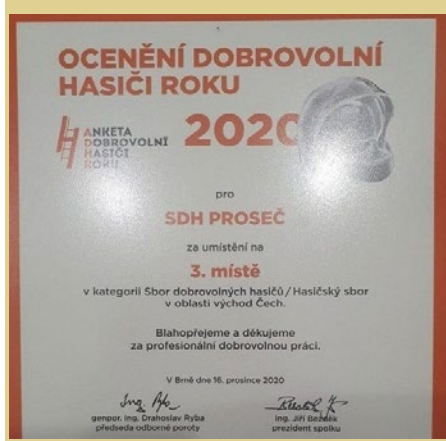 OCENĚNÍ DOBROVOLNÍ
HASIČI ROKU
ANKETA
DOBROVOLNÍ
HASIČI
ROKU
2020
pro
SDH PROSEČ
za umístění na
3. místě
v kategorii Sbor dobrovolných hasičů / Hasičský sbor
v oblasti východ Čech.
Blahopřejeme a děkujeme
za profesionální dobrovolnou práci.
V Brně dne 16. prosince 2020
genpor. Ing. Drahoslav Ryba
předseda odborné poroty
Ing. Jiří Bezděk
prezident spolku